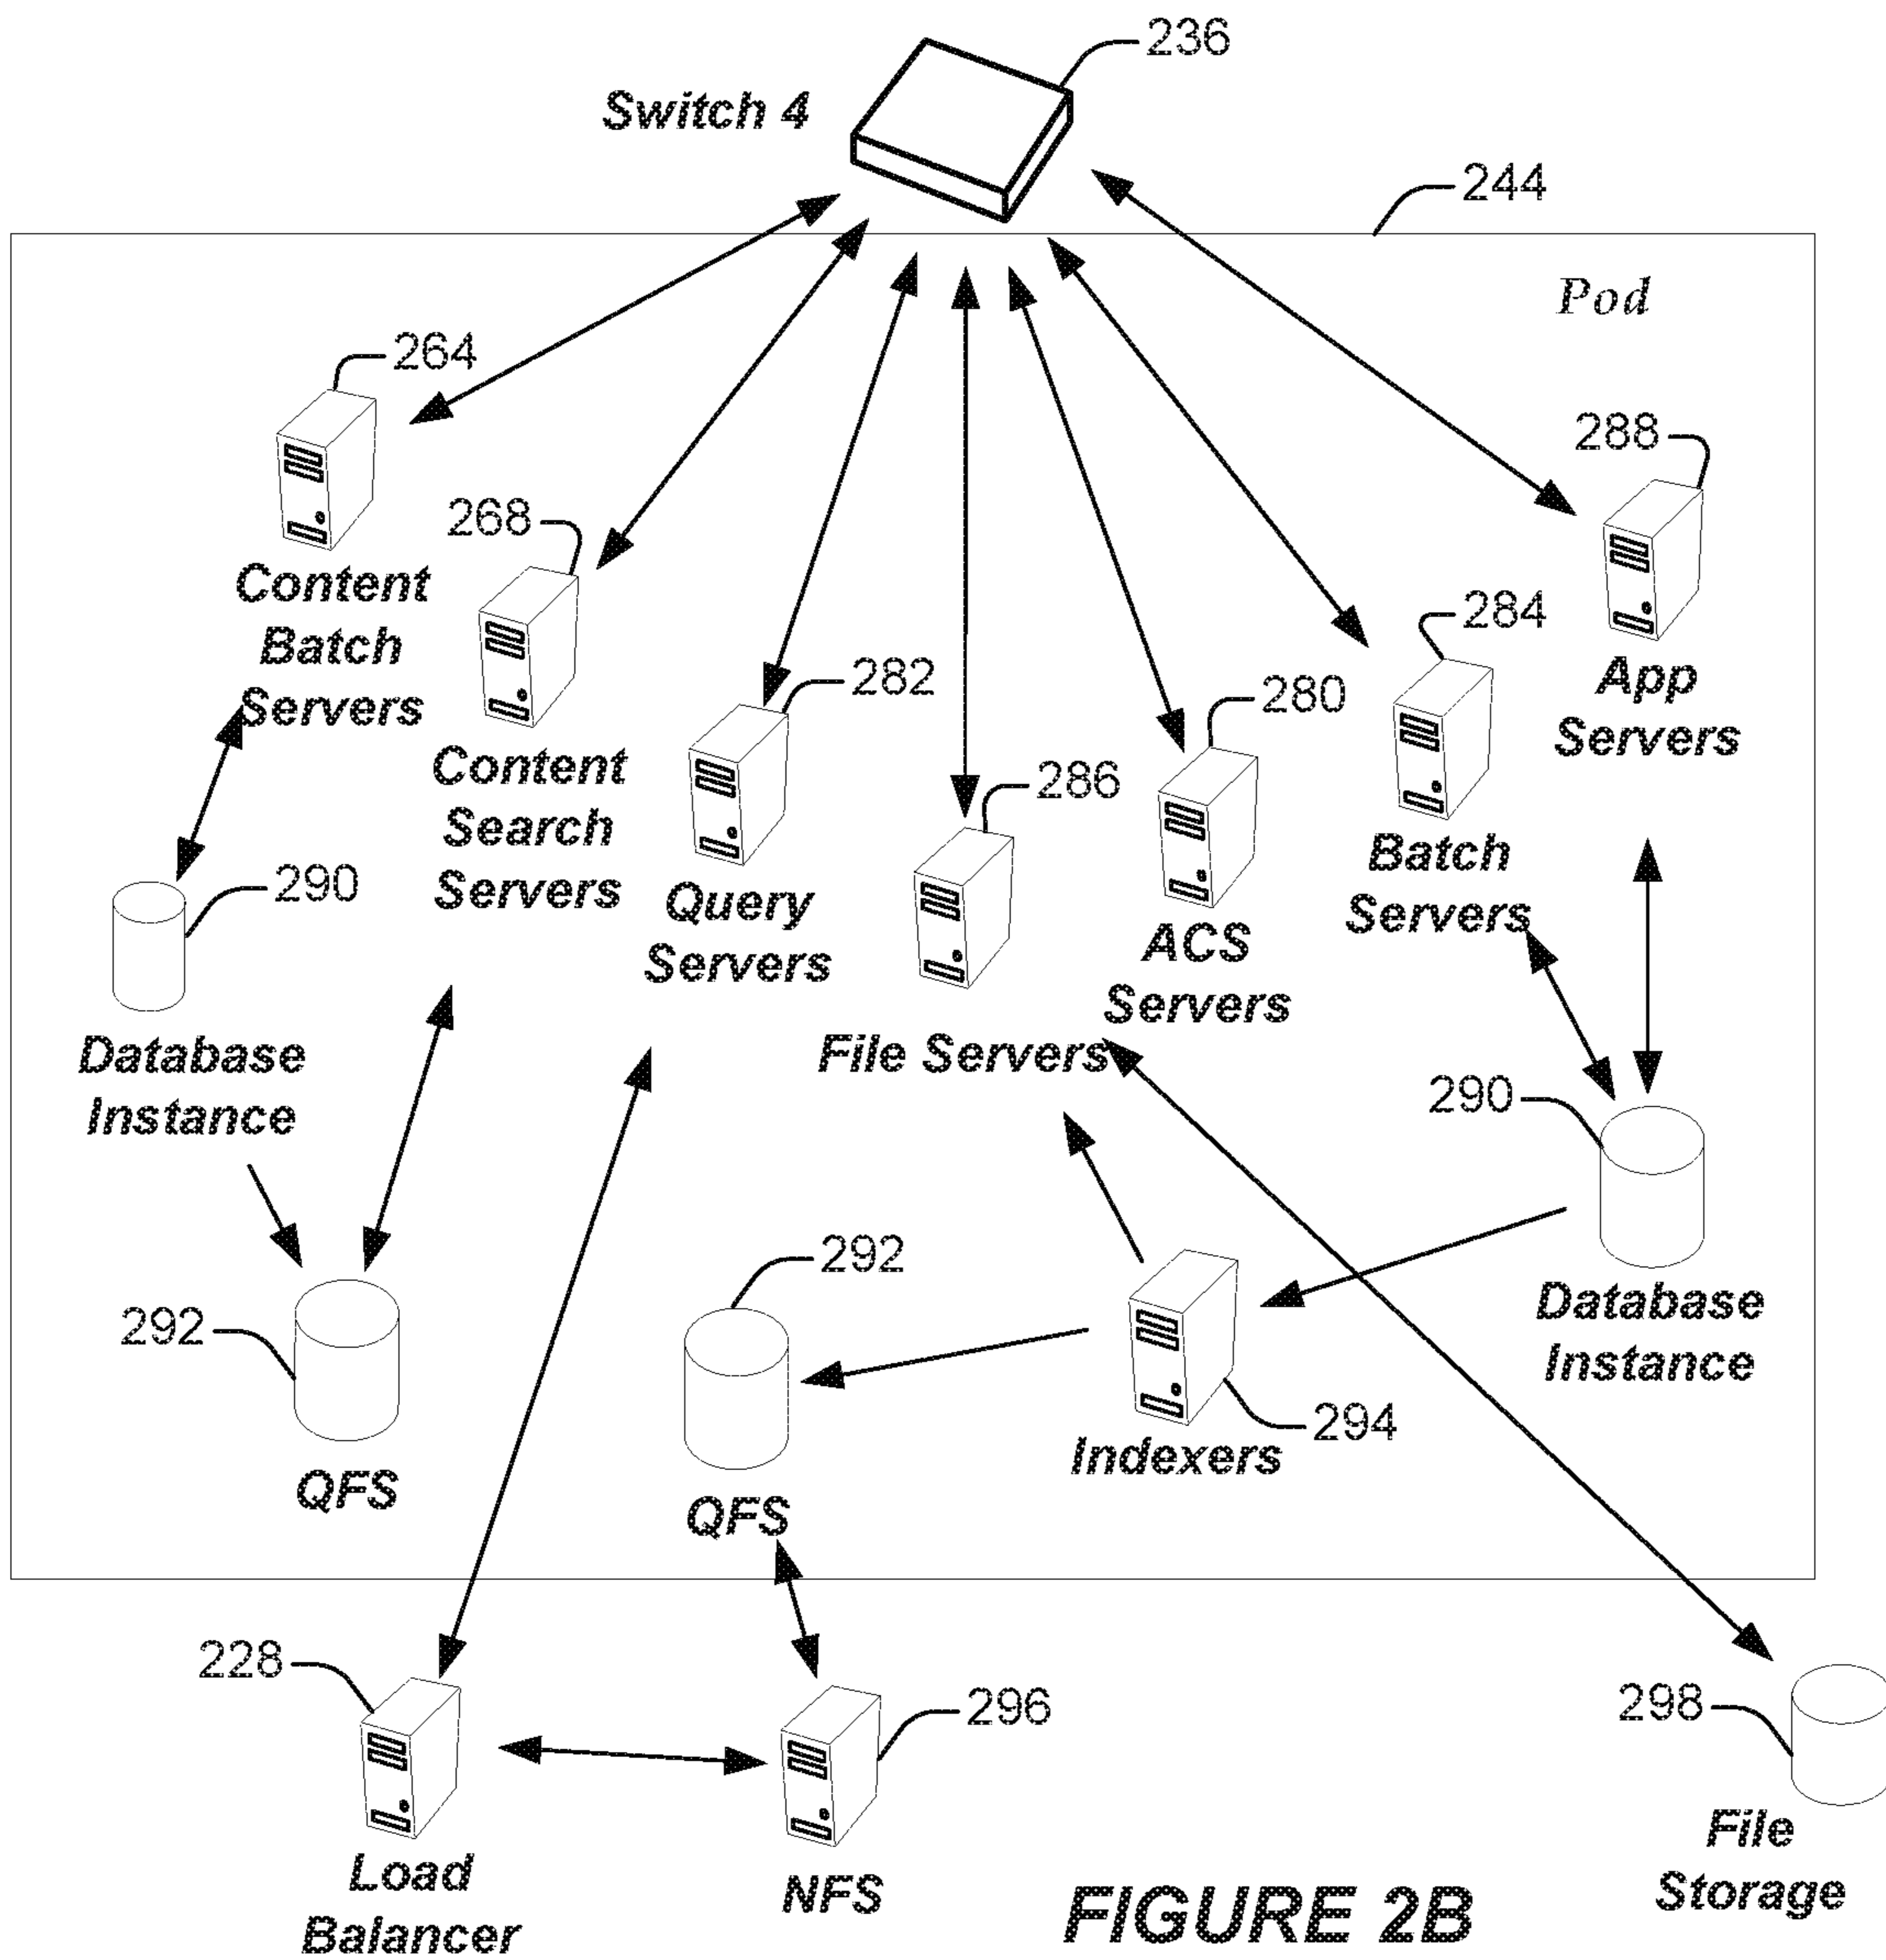 236
Switch 4
244
Pod
264
288
268
Content
Batch
Servers
284
282
280
App
Servers
Content
Search
Servers
286
Batch
Servers
290
Query
Servers
ACS
Servers
Database
Instance
File Servers
290
292
292
Database
Instance
294
Indexers
QFS
QFS
228
296
298
File
Storage
Load
Balancer
NFS
FIGURE 2B